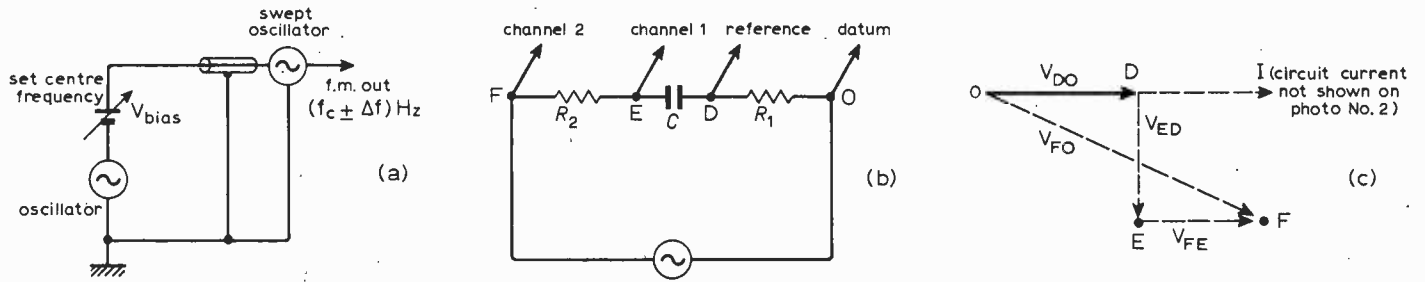 swept
oscillator
set centre
frequency
V bias
f.m. out
(fc ± Δf) Hz
oscillator
(a)
channel 2
channel 1
reference
datum
F
R2
E
C
D
R1
O
(b)
O
VDO
D
I (circuit current
not shown on
photo No. 2)
VED
VFO
E
VFE
F
(c)